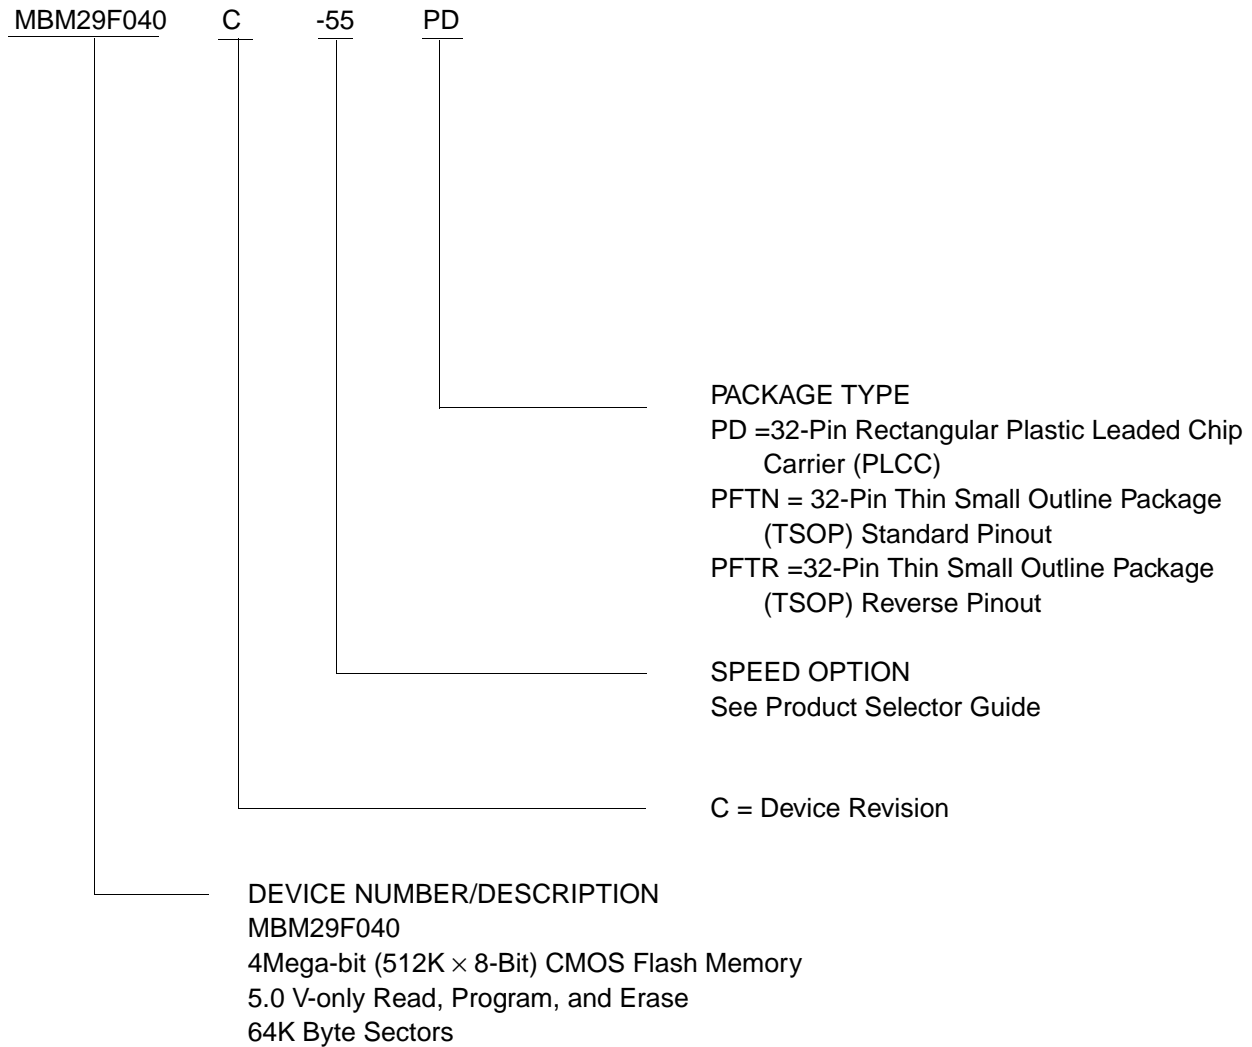 MBM29F040 C -55 PD
PACKAGE TYPE
PD =32-Pin Rectangular Plastic Leaded Chip
Carrier (PLCC)
PFTN = 32-Pin Thin Small Outline Package
(TSOP) Standard Pinout
PFTR =32-Pin Thin Small Outline Package
(TSOP) Reverse Pinout
SPEED OPTION
See Product Selector Guide
C = Device Revision
DEVICE NUMBER/DESCRIPTION
MBM29F040
4Mega-bit (512K × 8-Bit) CMOS Flash Memory
5.0 V-only Read, Program, and Erase
64K Byte Sectors